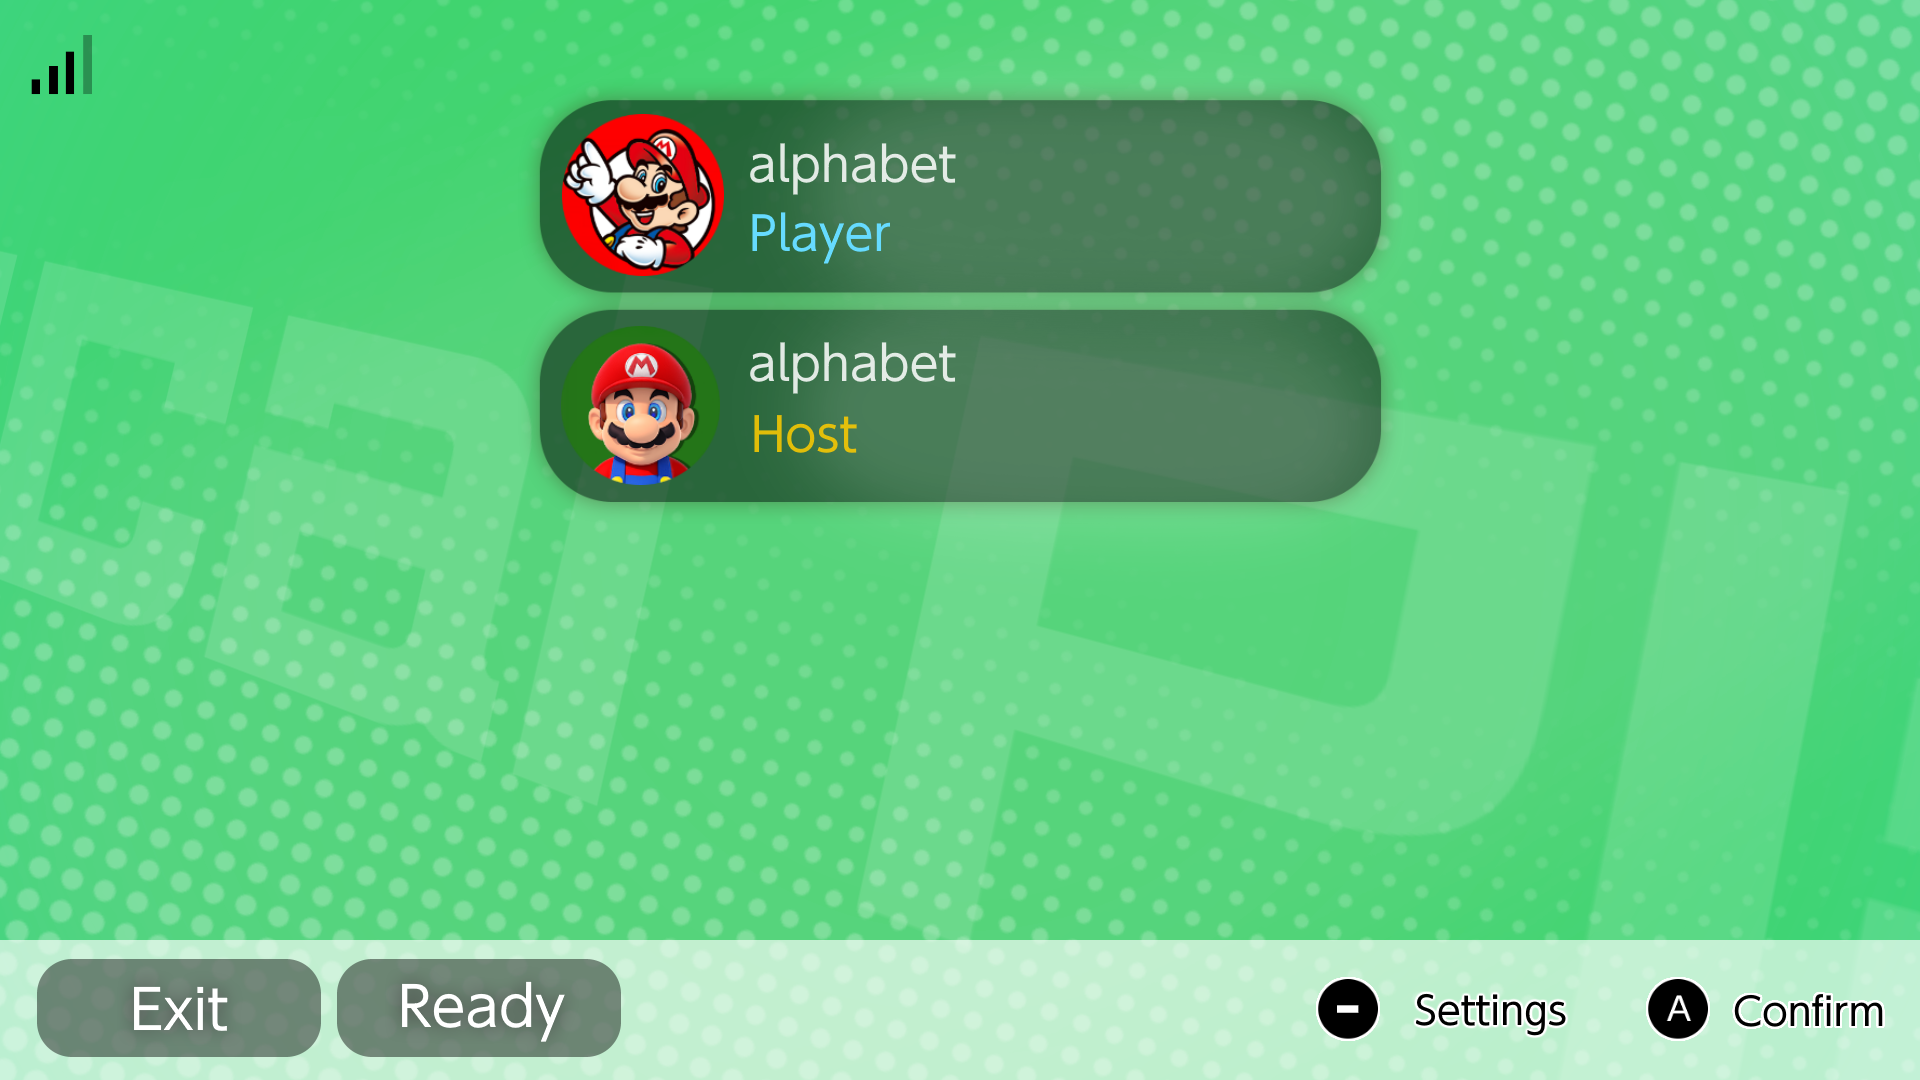 alphabet
Player
alphabet
Host
Exit
Ready
Settings
A Confirm